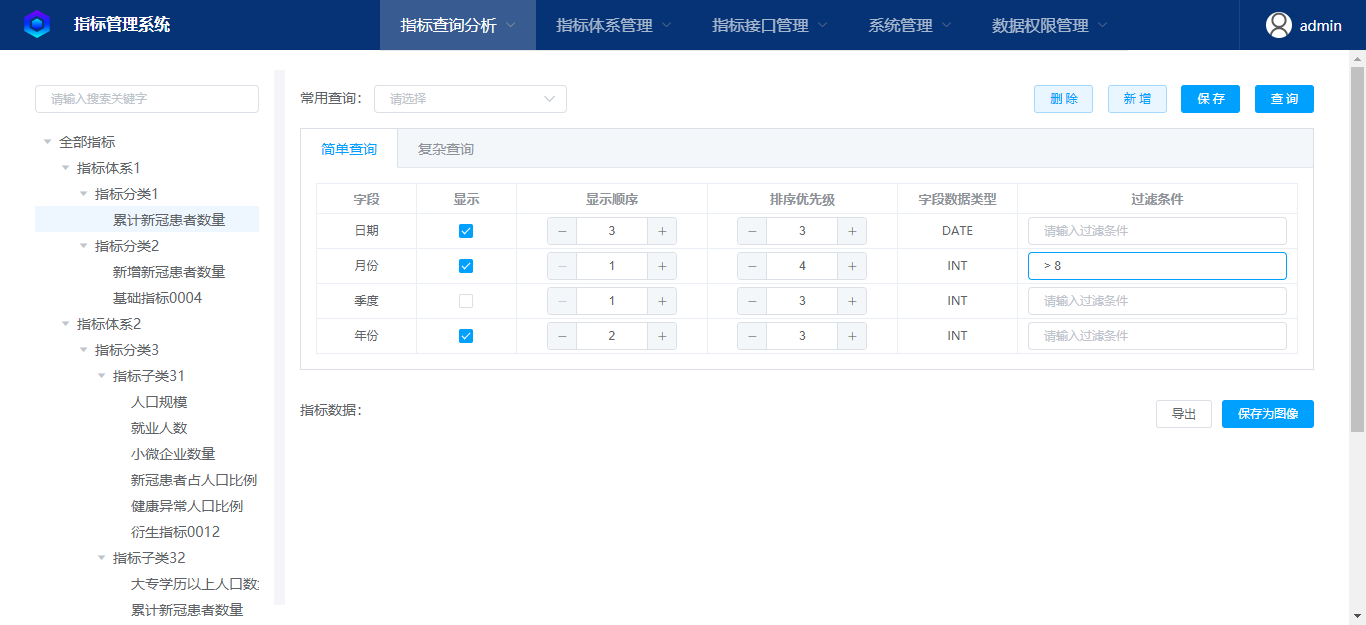 指标管理系统 指标查询分析 指标体系管理 指标接口管理 系统管理 数据权限管理 admin
请输入搜索关键字
全部指标
指标体系1
指标分类1
累计新冠患者数量
指标分类2
新增新冠患者数量
基础指标0004
指标体系2
指标分类3
指标子类31
人口规模
就业人数
小微企业数量
新冠患者占人口比例
健康异常人口比例
衍生指标0012
指标子类32
大专学历以上人口数
累计新冠患者数量
常用查询: 请选择 删除 新增 保存 查询
简单查询 复杂查询
字段 显示 显示顺序 排序优先级 字段数据类型 过滤条件
日期 − 3 + − 3 + DATE 请输入过滤条件
月份 − 1 + − 4 + INT > 8
季度 − 1 + − 3 + INT 请输入过滤条件
年份 − 2 + − 3 + INT 请输入过滤条件
指标数据: 导出 保存为图像